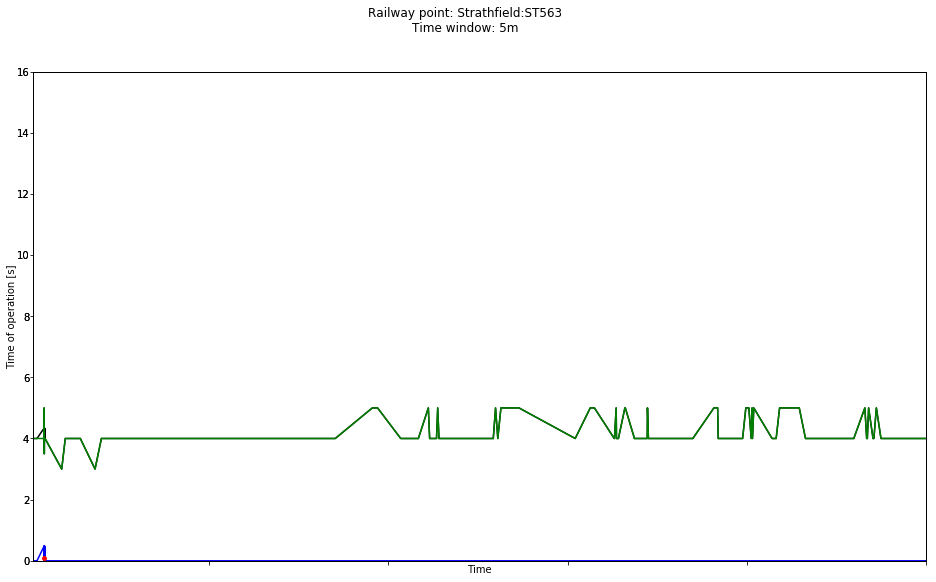 Railway point: Strathfield:ST563
Time window: 5m
16
14
12
10
8
6
4
2
0
Time of operation [s]
Time